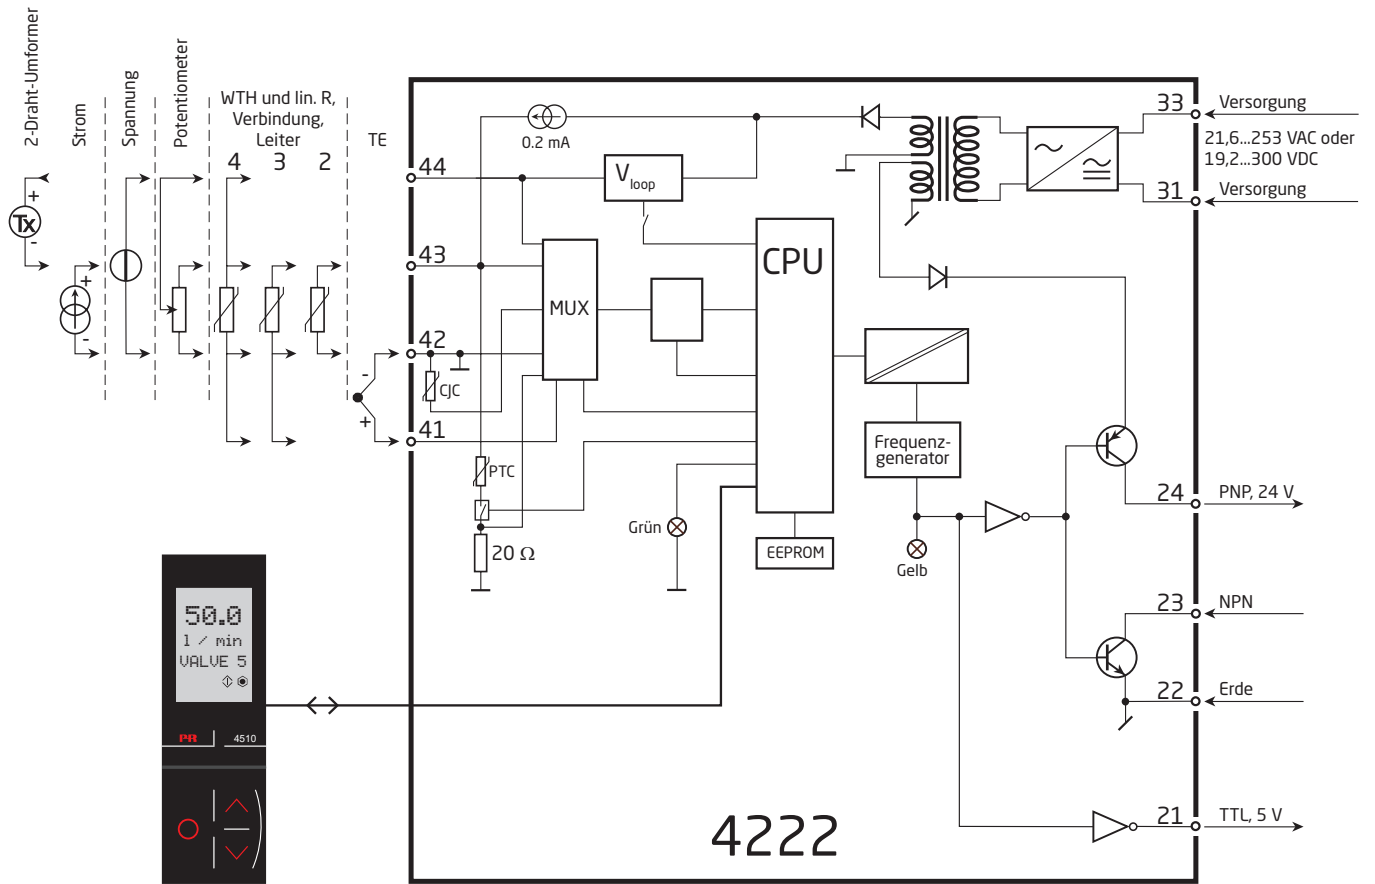 2-Draht-Umformer
Strom
Spannung
Potentiometer
WTH und lin. R,
Verbindung,
Leiter
4 3 2
TE
+
Tx
-
+
-
-
+
44
43
42
41
0.2 mA
Vloop
MUX
CPU
CJC
PTC
20 Ω
Grün
EEPROM
Frequenz-
generator
Gelb
33
Versorgung
21,6...253 VAC oder
19,2...300 VDC
31
Versorgung
24
PNP, 24 V
23
NPN
22
Erde
21
TTL, 5 V
4222
50.0
l / min
VALVE 5
PR
4510